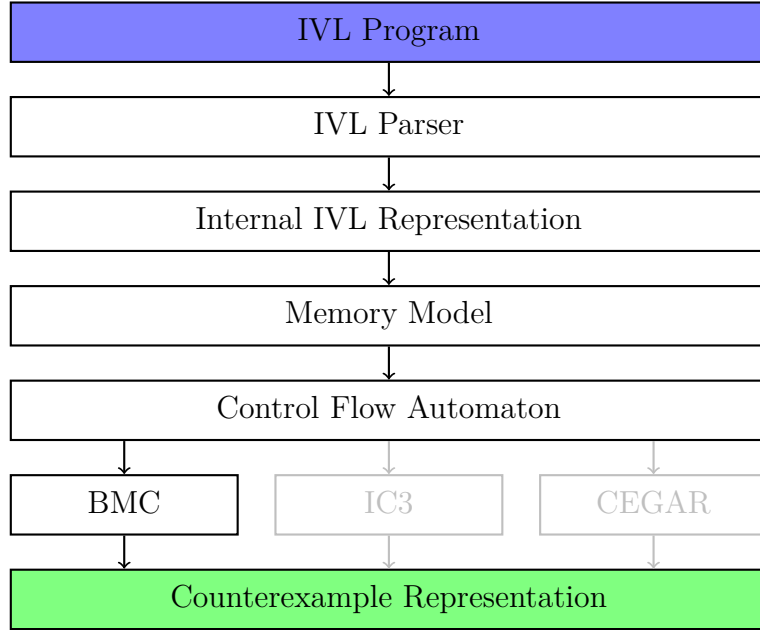 IVL Program
IVL Parser
Internal IVL Representation
Memory Model
Control Flow Automaton
BMC
IC3
CEGAR
Counterexample Representation